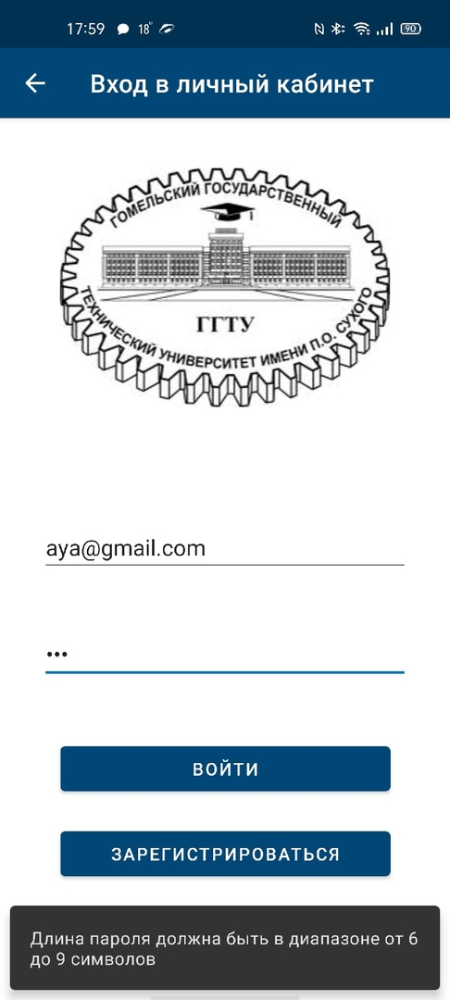 17:59 18°
90
Вход в личный кабинет
ГОМЕЛЬСКИЙ ГОСУДАРСТВЕННЫЙ
ГГТУ
ТЕХНИЧЕСКИЙ УНИВЕРСИТЕТ ИМЕНИ П.О. СУХОГО
aya@gmail.com
•••
ВОЙТИ
ЗАРЕГИСТРИРОВАТЬСЯ
Длина пароля должна быть в диапазоне от 6
до 9 символов